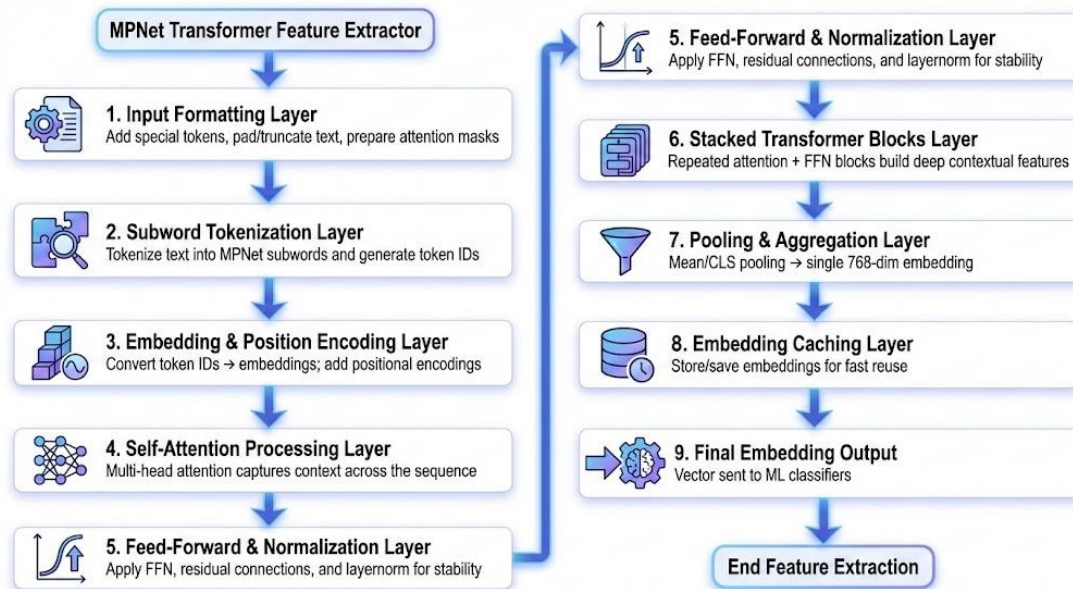 MPNet Transformer Feature Extractor
1. Input Formatting Layer
Add special tokens, pad/truncate text, prepare attention masks
2. Subword Tokenization Layer
Tokenize text into MPNet subwords and generate token IDs
3. Embedding & Position Encoding Layer
Convert token IDs → embeddings; add positional encodings
4. Self-Attention Processing Layer
Multi-head attention captures context across the sequence
5. Feed-Forward & Normalization Layer
Apply FFN, residual connections, and layernorm for stability
5. Feed-Forward & Normalization Layer
Apply FFN, residual connections, and layernorm for stability
6. Stacked Transformer Blocks Layer
Repeated attention + FFN blocks build deep contextual features
7. Pooling & Aggregation Layer
Mean/CLS pooling → single 768-dim embedding
8. Embedding Caching Layer
Store/save embeddings for fast reuse
9. Final Embedding Output
Vector sent to ML classifiers
End Feature Extraction